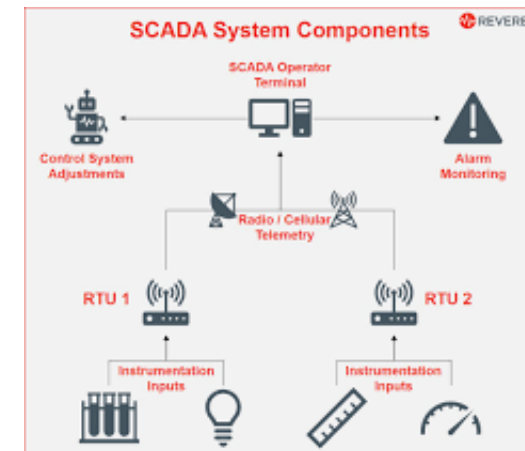 SCADA System Components
REVERE
SCADA Operator
Terminal
Control System
Adjustments
Alarm
Monitoring
Radio / Cellular
Telemetry
RTU 1
RTU 2
Instrumentation
Inputs
Instrumentation
Inputs